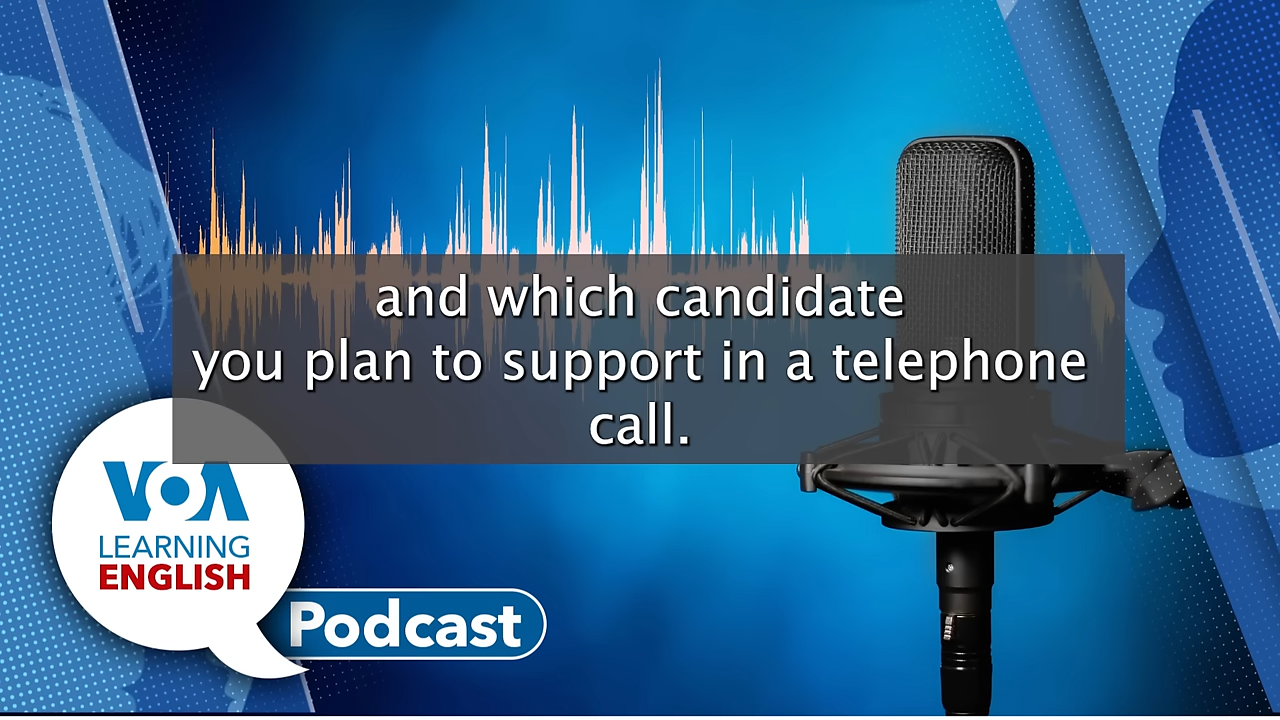 and which candidate
you plan to support in a telephone
call.
VOA
LEARNING
ENGLISH
Podcast